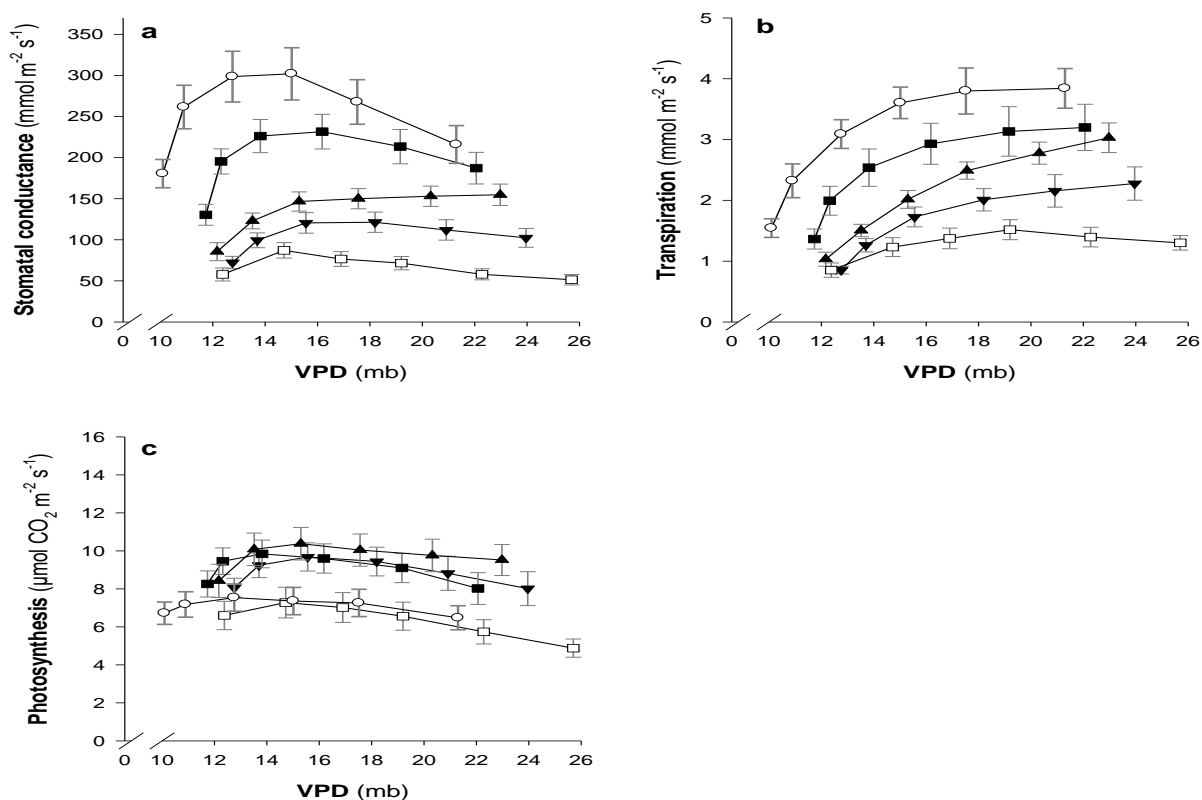 a
Stomatal conductance (mmol m-2 s-1)
350
300
250
200
150
100
50
0
0 10 12 14 16 18 20 22 24 26
VPD (mb)
b
Transpiration (mmol m-2 s-1)
5
4
3
2
1
0
0 10 12 14 16 18 20 22 24 26
VPD (mb)
c
Photosynthesis (µmol CO2 m-2 s-1)
16
14
12
10
8
6
4
2
0
0 10 12 14 16 18 20 22 24 26
VPD (mb)